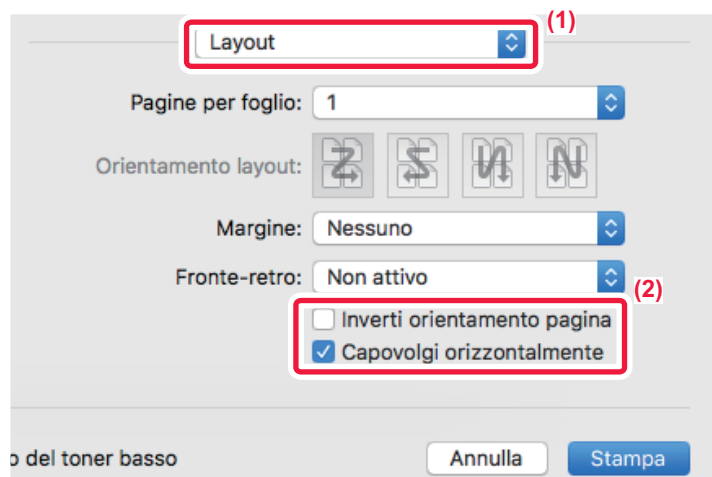 (1)
Layout
Pagine per foglio: 1
Orientamento layout:
Margine: Nessuno
Fronte-retro: Non attivo
(2)
Inverti orientamento pagina
Capovolgi orizzontalmente
o del toner basso Annulla Stampa